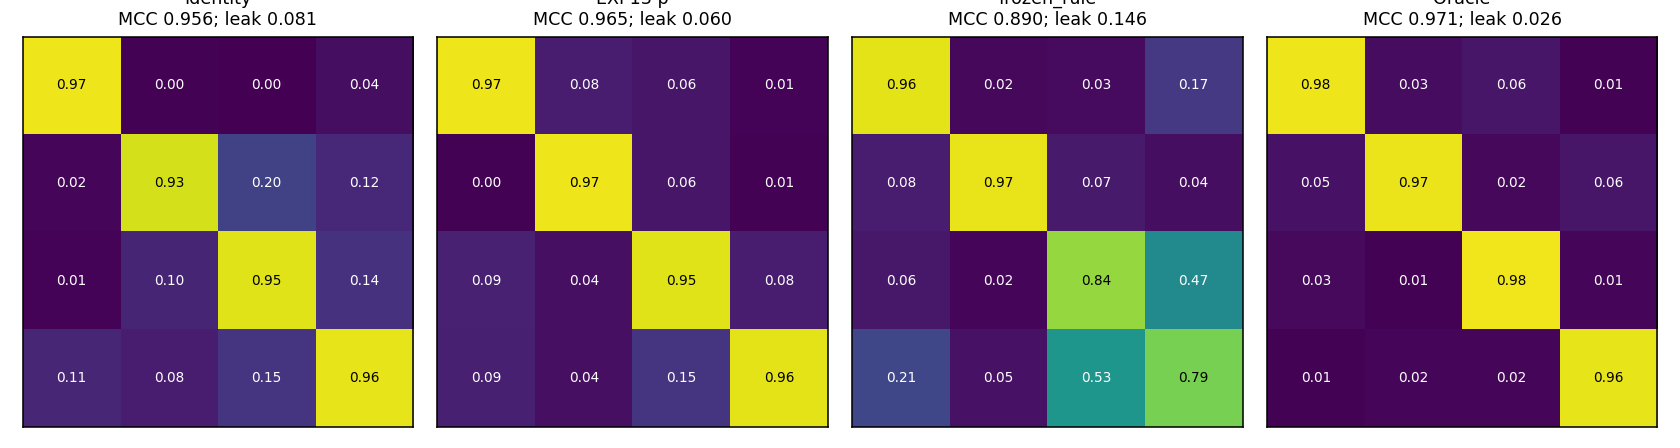 MCC 0.956; leak 0.081
0.97 0.00 0.00 0.04
0.02 0.93 0.20 0.12
0.01 0.10 0.95 0.14
0.11 0.08 0.15 0.96
MCC 0.965; leak 0.060
0.97 0.08 0.06 0.01
0.00 0.97 0.06 0.01
0.09 0.04 0.95 0.08
0.09 0.04 0.15 0.96
frozen_rule
MCC 0.890; leak 0.146
0.96 0.02 0.03 0.17
0.08 0.97 0.07 0.04
0.06 0.02 0.84 0.47
0.21 0.05 0.53 0.79
Oracle
MCC 0.971; leak 0.026
0.98 0.03 0.06 0.01
0.05 0.97 0.02 0.06
0.03 0.01 0.98 0.01
0.01 0.02 0.02 0.96